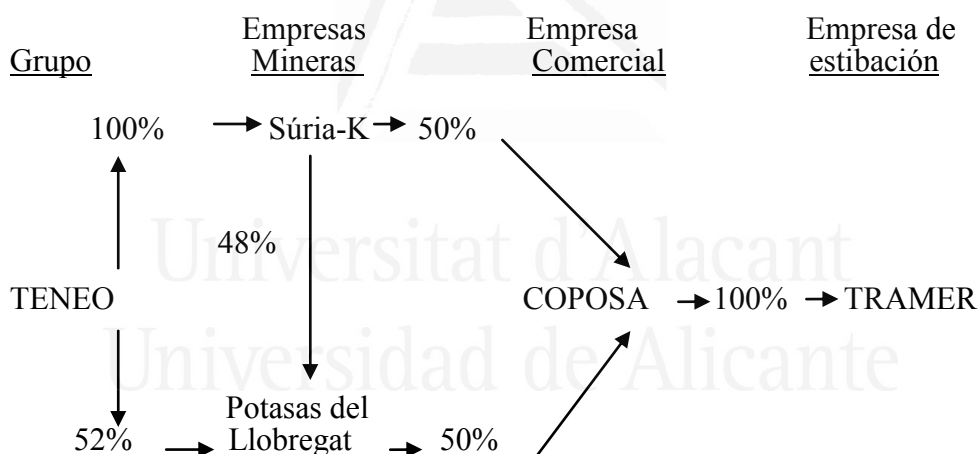 Empresas Empresa Empresa de
Grupo Mineras Comercial estibación
100% Súria-K 50%
48%
Universitat d'Alacant
TENEO COPOSA 100% TRAMER
Universidad de Alicante
Potasas del
52% Llobregat 50%